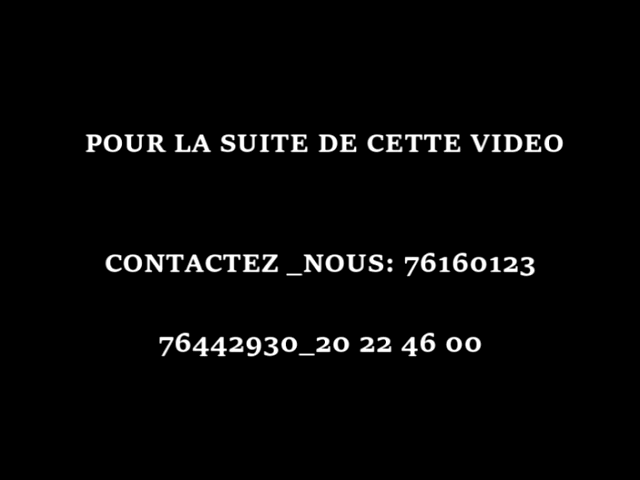 POUR LA SUITE DE CETTE VIDEO
CONTACTEZ _NOUS: 76160123
76442930_20 22 46 00